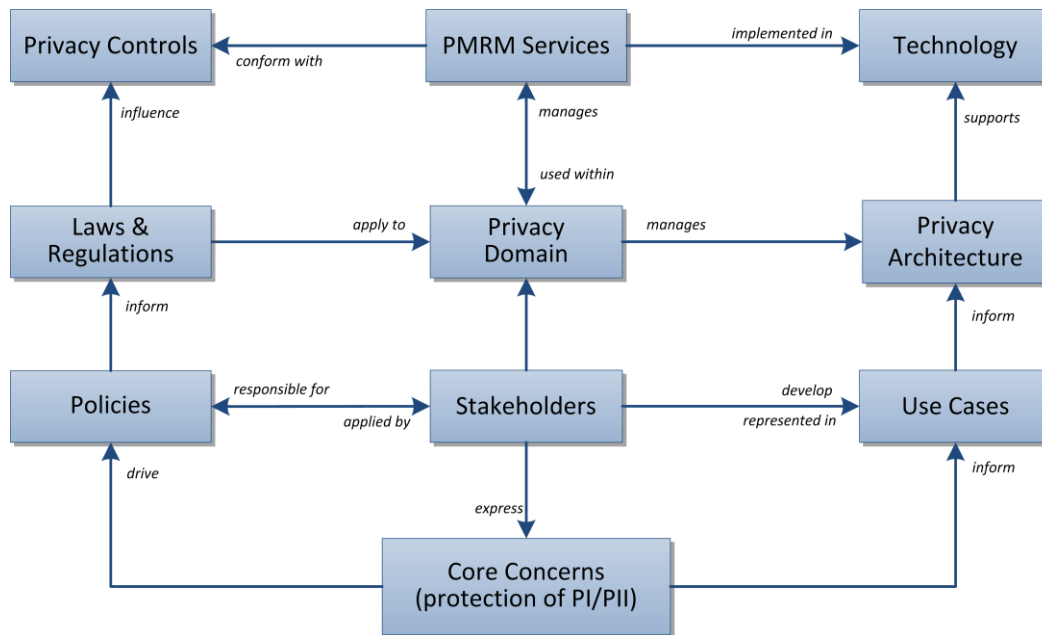 Privacy Controls
PMRM Services
Technology
conform with
implemented in
influence
manages
supports
used within
Laws &
Regulations
apply to
Privacy
Domain
manages
Privacy
Architecture
inform
inform
Policies
responsible for
applied by
Stakeholders
develop
represented in
Use Cases
drive
express
inform
Core Concerns
(protection of PI/PII)